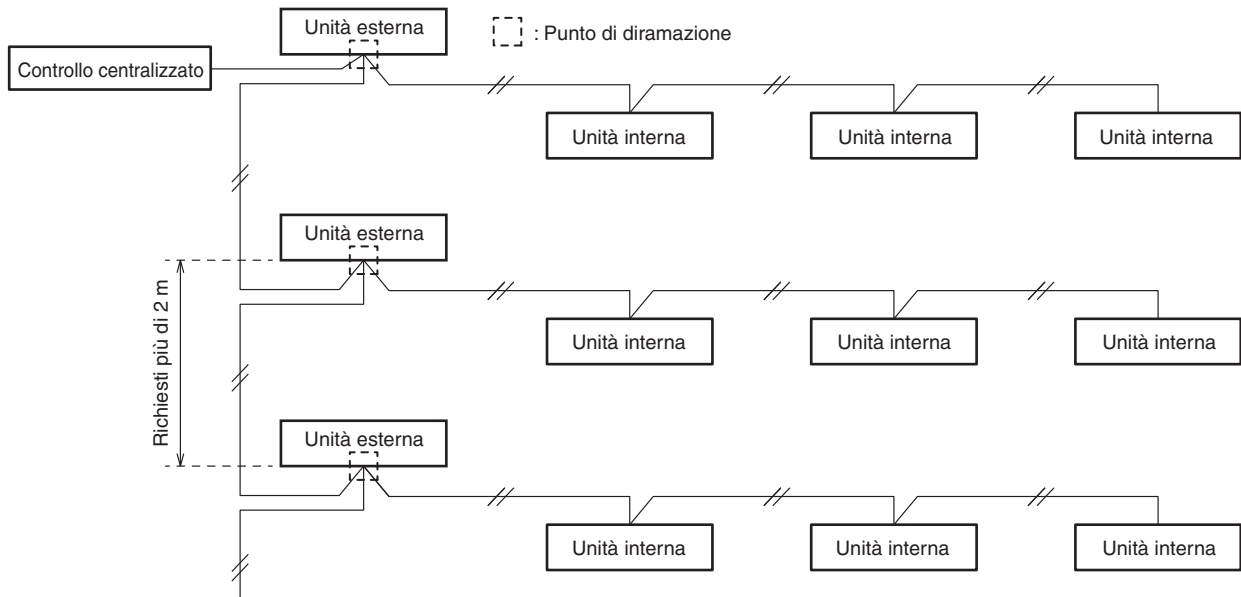 Unità esterna
: Punto di diramazione
Controllo centralizzato
Unità interna
Unità interna
Unità interna
Unità esterna
Richiesti più di 2 m
Unità interna
Unità interna
Unità interna
Unità esterna
Unità interna
Unità interna
Unità interna